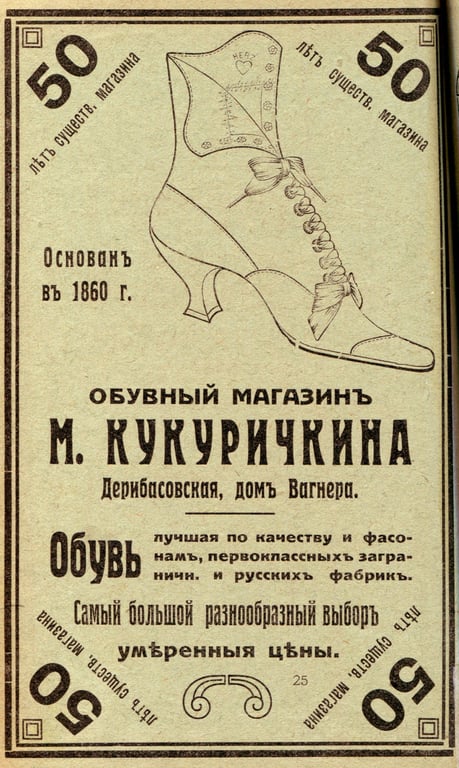 50
лѣтъ существ. магазина
50
лѣтъ существ. магазина
Основанъ
въ 1860 г.
ОБУВНЫЙ МАГАЗИНЪ
М. КУКУРИЧКИНА
Дерибасовская, домъ Вагнера.
Обувь
лучшая по качеству и фасо-
намъ, первоклассныхъ загра-
ничн. и русскихъ фабрикъ.
Самый большой разнообразный выборъ
умѣренныя цѣны.
25
лѣтъ существ. магазина
50
лѣтъ существ. магазина
50